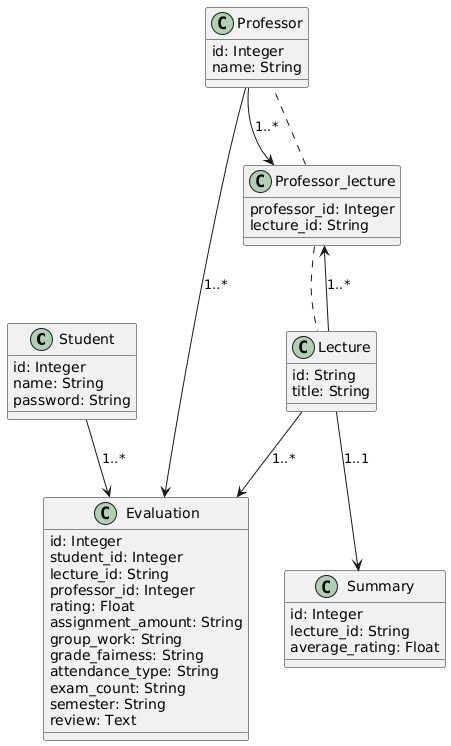 C Professor
id: Integer
name: String
1..*
C Professor_lecture
professor_id: Integer
lecture_id: String
1..*
1..*
C Student
id: Integer
name: String
password: String
C Lecture
id: String
title: String
1..*
1..*
1..1
C Evaluation
id: Integer
student_id: Integer
lecture_id: String
professor_id: Integer
rating: Float
assignment_amount: String
group_work: String
grade_fairness: String
attendance_type: String
exam_count: String
semester: String
review: Text
C Summary
id: Integer
lecture_id: String
average_rating: Float